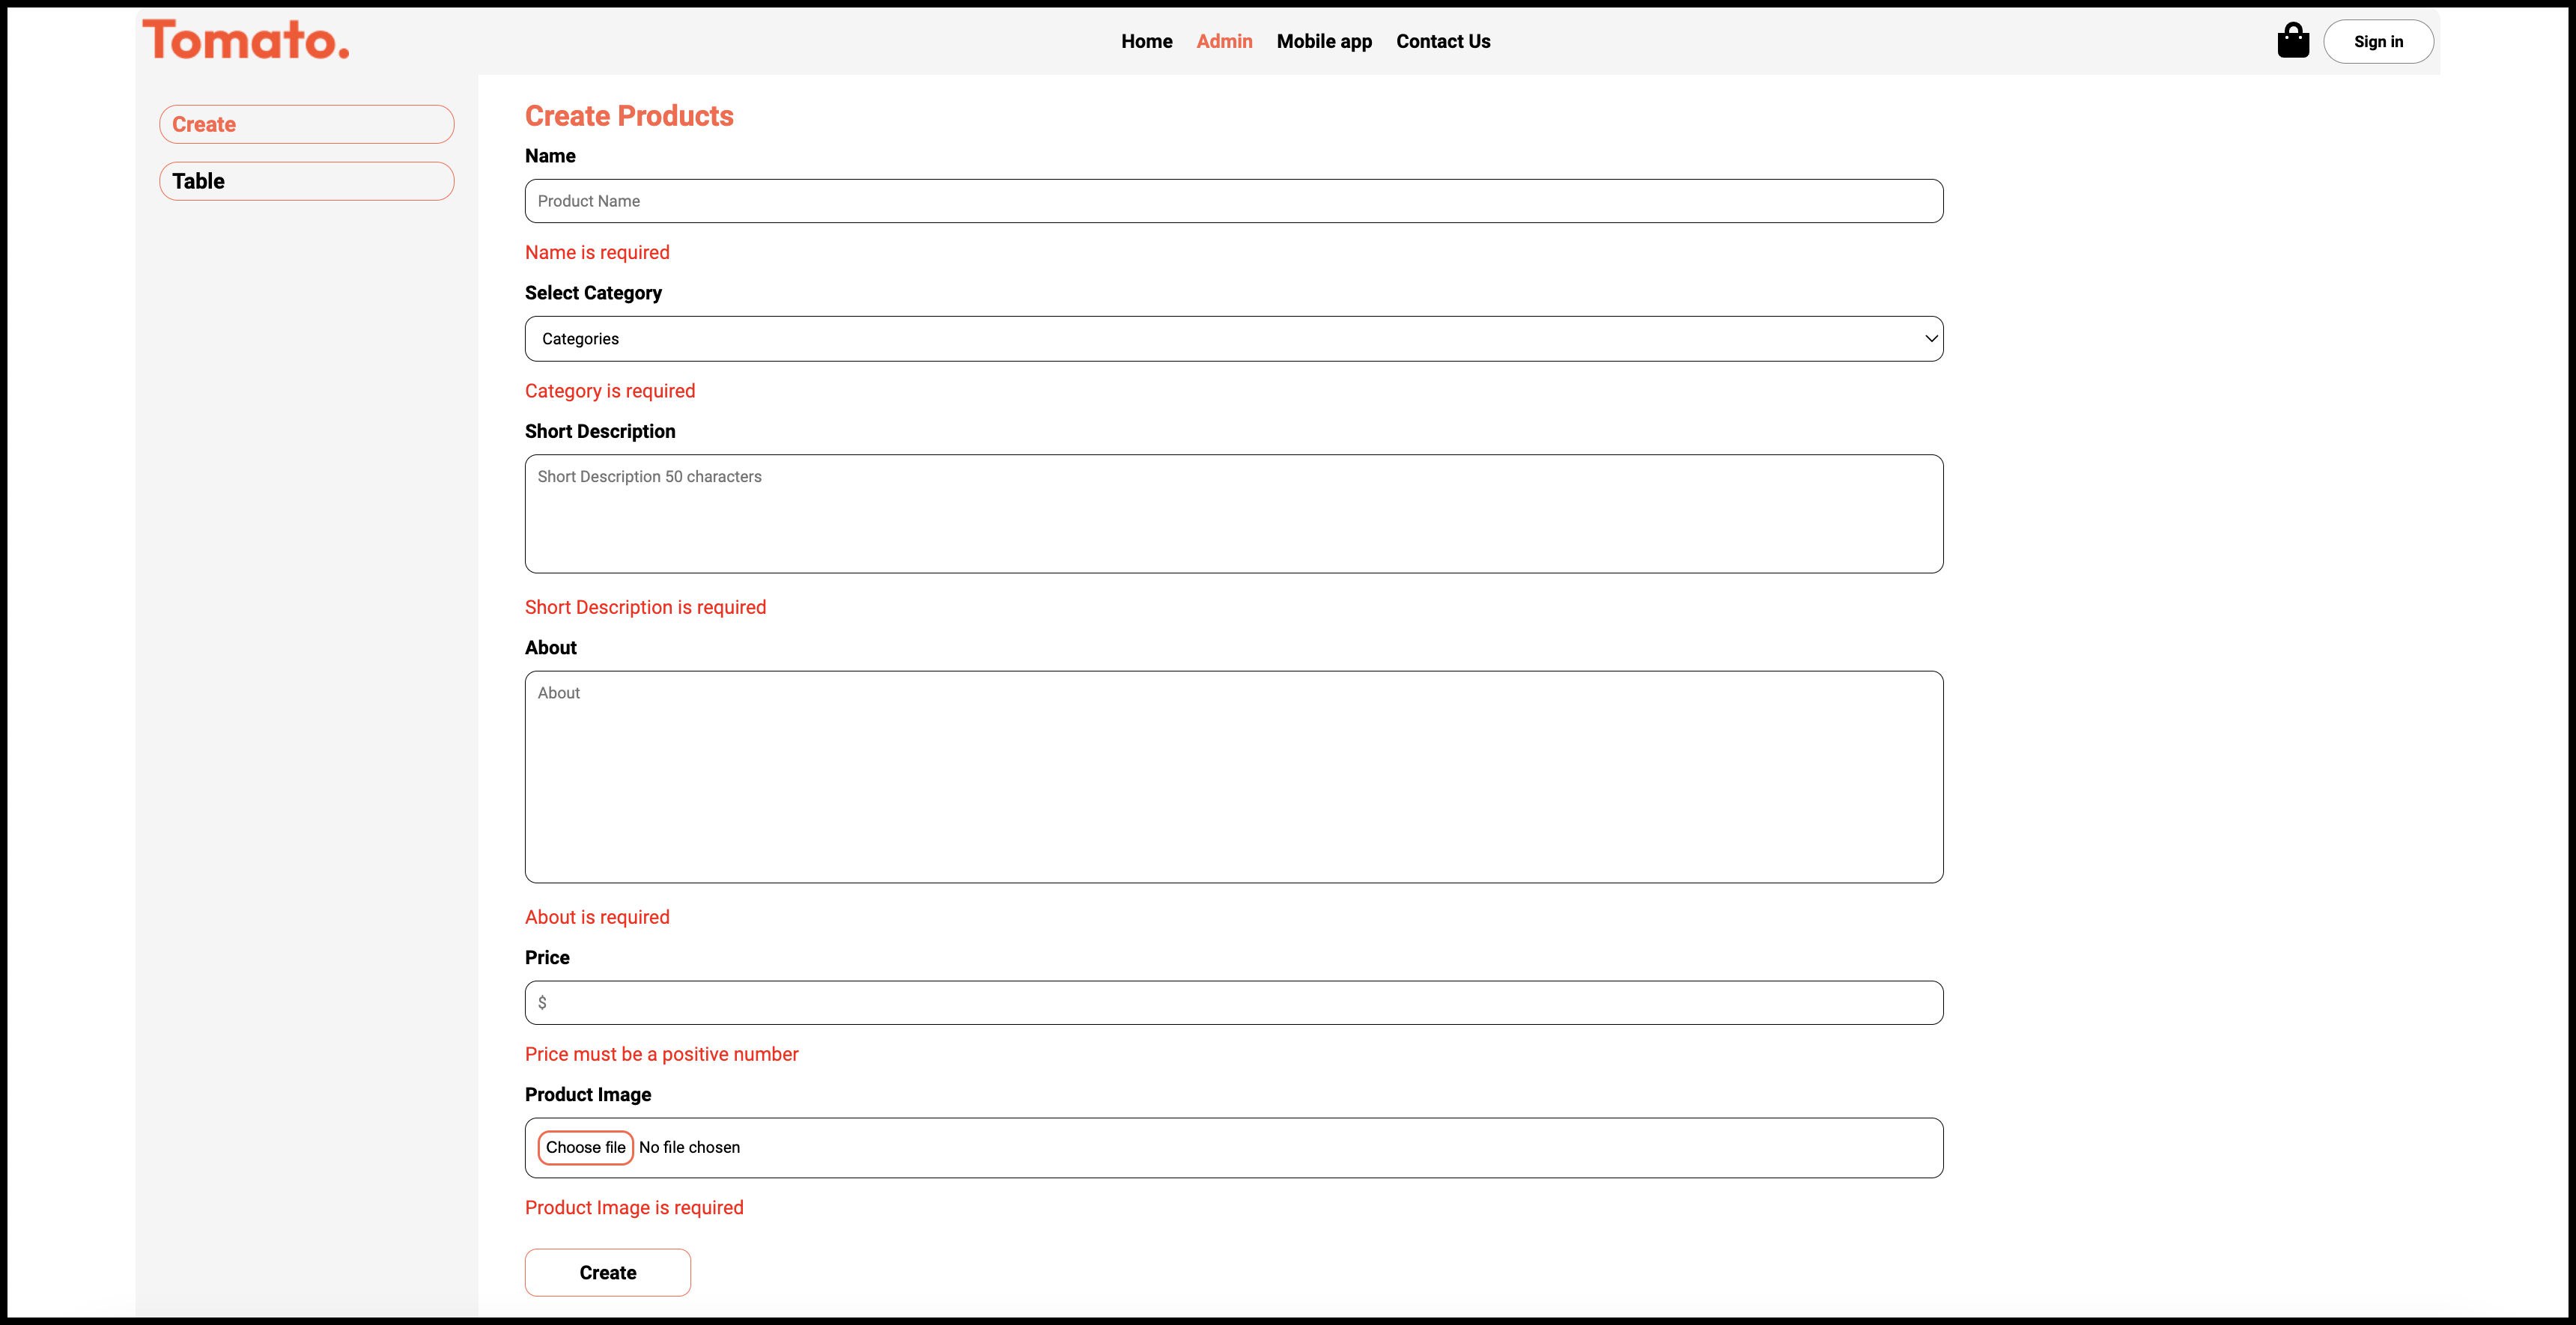 Tomato.
Home Admin Mobile app Contact Us
Sign in
Create
Table
Create Products
Name
Product Name
Name is required
Select Category
Categories
Category is required
Short Description
Short Description 50 characters
Short Description is required
About
About
About is required
Price
$
Price must be a positive number
Product Image
Choose file No file chosen
Product Image is required
Create